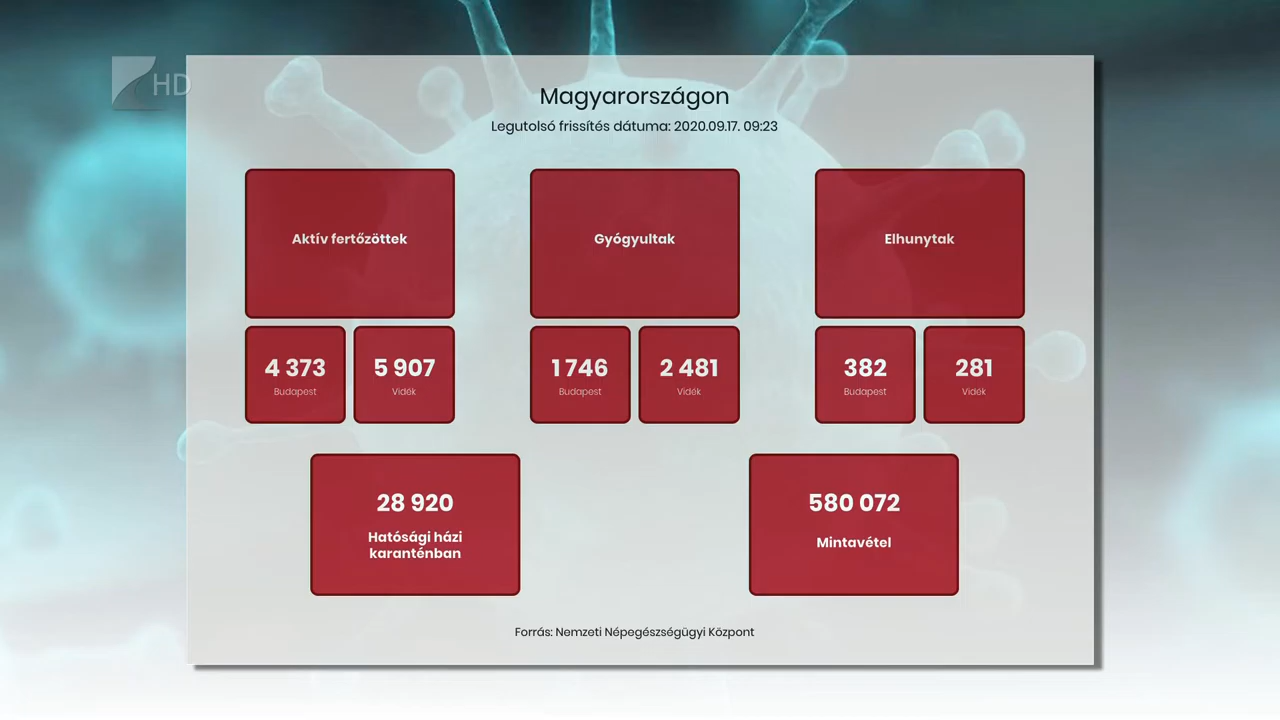 HD
Magyarországon
Legutolsó frissítés dátuma: 2020.09.17. 09:23
Aktív fertőzöttek
Gyógyultak
Elhunytak
4 373
Budapest
5 907
Vidék
1 746
Budapest
2 481
Vidék
382
Budapest
281
Vidék
28 920
Hatósági házi
karanténban
580 072
Mintavétel
Forrás: Nemzeti Népegészségügyi Központ